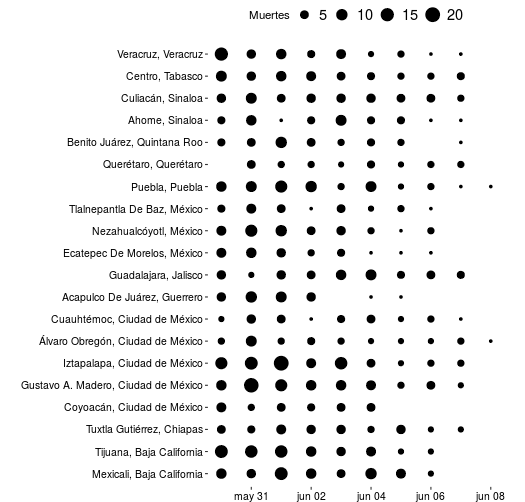 Muertes 5 10 15 20
Veracruz, Veracruz
Centro, Tabasco
Culiacán, Sinaloa
Ahome, Sinaloa
Benito Juárez, Quintana Roo
Querétaro, Querétaro
Puebla, Puebla
Tlalnepantla De Baz, México
Nezahualcóyotl, México
Ecatepec De Morelos, México
Guadalajara, Jalisco
Acapulco De Juárez, Guerrero
Cuauhtémoc, Ciudad de México
Álvaro Obregón, Ciudad de México
Iztapalapa, Ciudad de México
Gustavo A. Madero, Ciudad de México
Coyoacán, Ciudad de México
Tuxtla Gutiérrez, Chiapas
Tijuana, Baja California
Mexicali, Baja California
may 31 jun 02 jun 04 jun 06 jun 08